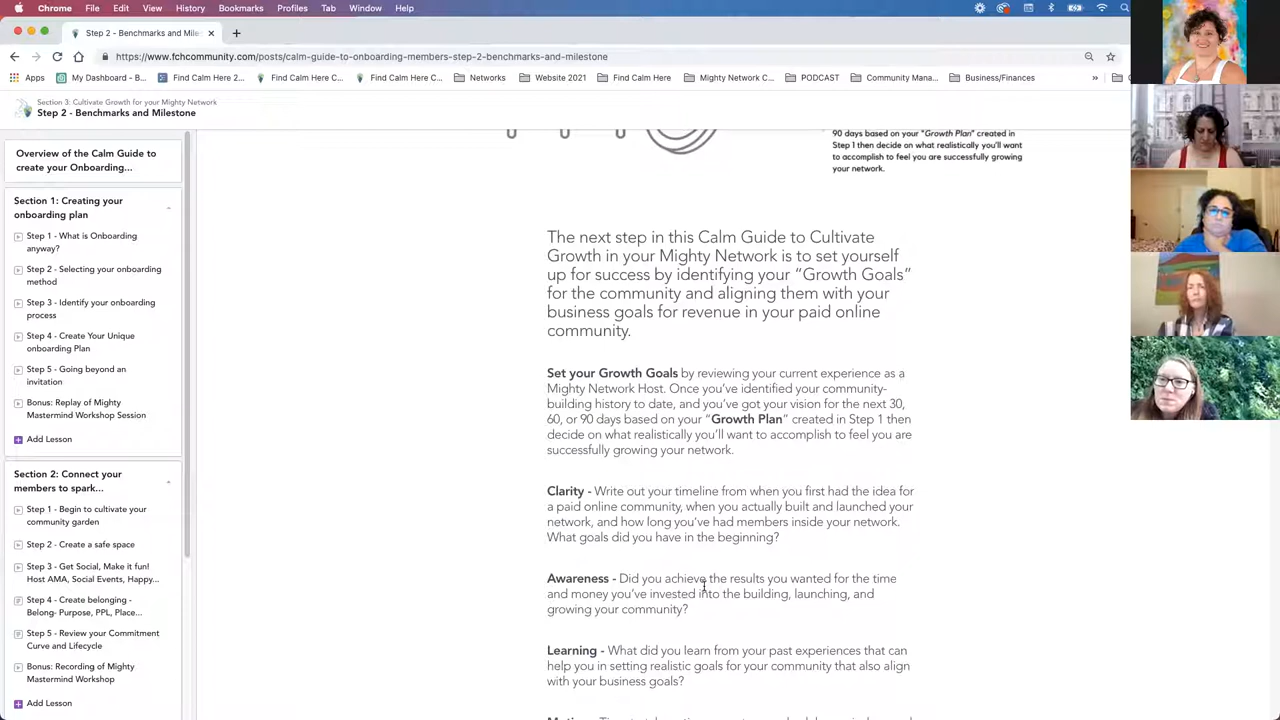 Chrome File Edit View History Bookmarks Profiles Tab Window Help
Step 2 - Benchmarks and Miles
https://www.fchcommunity.com/posts/calm-guide-to-onboarding-members-step-2-benchmarks-and-milestone
Apps My Dashboard - B... Find Calm Here 2... Find Calm Here C... Find Calm Here C... Networks Website 2021 Find Calm Here Mighty Network C... PODCAST Community Mana... Business/Finances »
Section 3: Cultivate Growth for your Mighty Network
Step 2 - Benchmarks and Milestone
Overview of the Calm Guide to
create your Onboarding...
Section 1: Creating your
onboarding plan
Step 1 - What is Onboarding
anyway?
Step 2 - Selecting your onboarding
method
Step 3 - Identify your onboarding
process
Step 4 - Create Your Unique
onboarding Plan
Step 5 - Going beyond an
invitation
Bonus: Replay of Mighty
Mastermind Workshop Session
Add Lesson
Section 2: Connect your
members to spark...
Step 1 - Begin to cultivate your
community garden
Step 2 - Create a safe space
Step 3 - Get Social, Make it fun!
Host AMA, Social Events, Happy...
Step 4 - Create belonging -
Belong- Purpose, PPL, Place...
Step 5 - Review your Commitment
Curve and Lifecycle
Bonus: Recording of Mighty
Mastermind Workshop
Add Lesson
90 days based on your "Growth Plan" created in
Step 1 then decide on what realistically you'll want
to accomplish to feel you are successfully growing
your network.
The next step in this Calm Guide to Cultivate
Growth in your Mighty Network is to set yourself
up for success by identifying your “Growth Goals”
for the community and aligning them with your
business goals for revenue in your paid online
community.
Set your Growth Goals by reviewing your current experience as a
Mighty Network Host. Once you’ve identified your community-
building history to date, and you’ve got your vision for the next 30,
60, or 90 days based on your “Growth Plan” created in Step 1 then
decide on what realistically you’ll want to accomplish to feel you are
successfully growing your network.
Clarity - Write out your timeline from when you first had the idea for
a paid online community, when you actually built and launched your
network, and how long you've had members inside your network.
What goals did you have in the beginning?
Awareness - Did you achieve the results you wanted for the time
and money you’ve invested into the building, launching, and
growing your community?
Learning - What did you learn from your past experiences that can
help you in setting realistic goals for your community that also align
with your business goals?